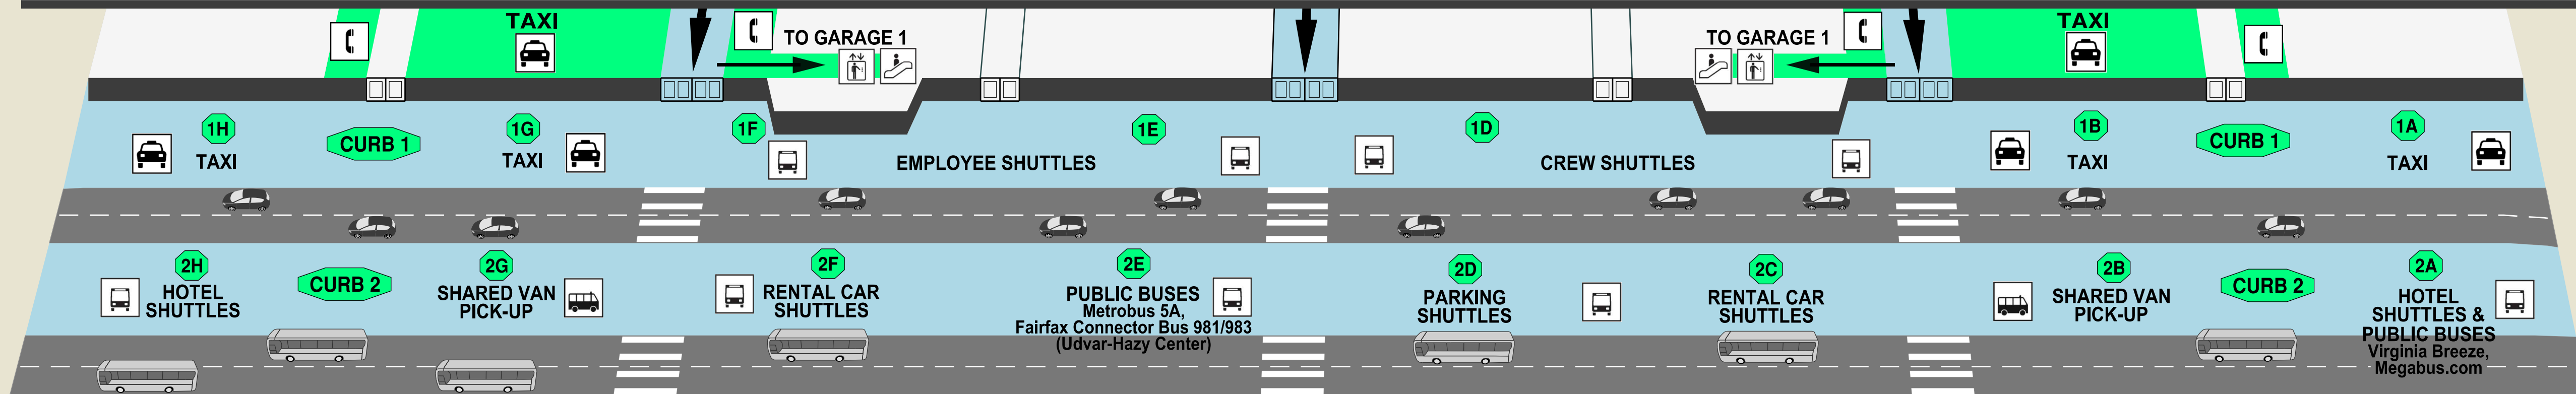 TAXI
TO GARAGE 1
TO GARAGE 1
TAXI
1H
TAXI
CURB 1
1G
TAXI
1F
EMPLOYEE SHUTTLES
1E
1D
CREW SHUTTLES
1B
TAXI
CURB 1
1A
TAXI
2H
HOTEL
SHUTTLES
CURB 2
2G
SHARED VAN
PICK-UP
2F
RENTAL CAR
SHUTTLES
2E
PUBLIC BUSES
Metrobus 5A,
Fairfax Connector Bus 981/983
(Udvar-Hazy Center)
2D
PARKING
SHUTTLES
2C
RENTAL CAR
SHUTTLES
2B
SHARED VAN
PICK-UP
CURB 2
2A
HOTEL
SHUTTLES &
PUBLIC BUSES
Virginia Breeze,
Megabus.com